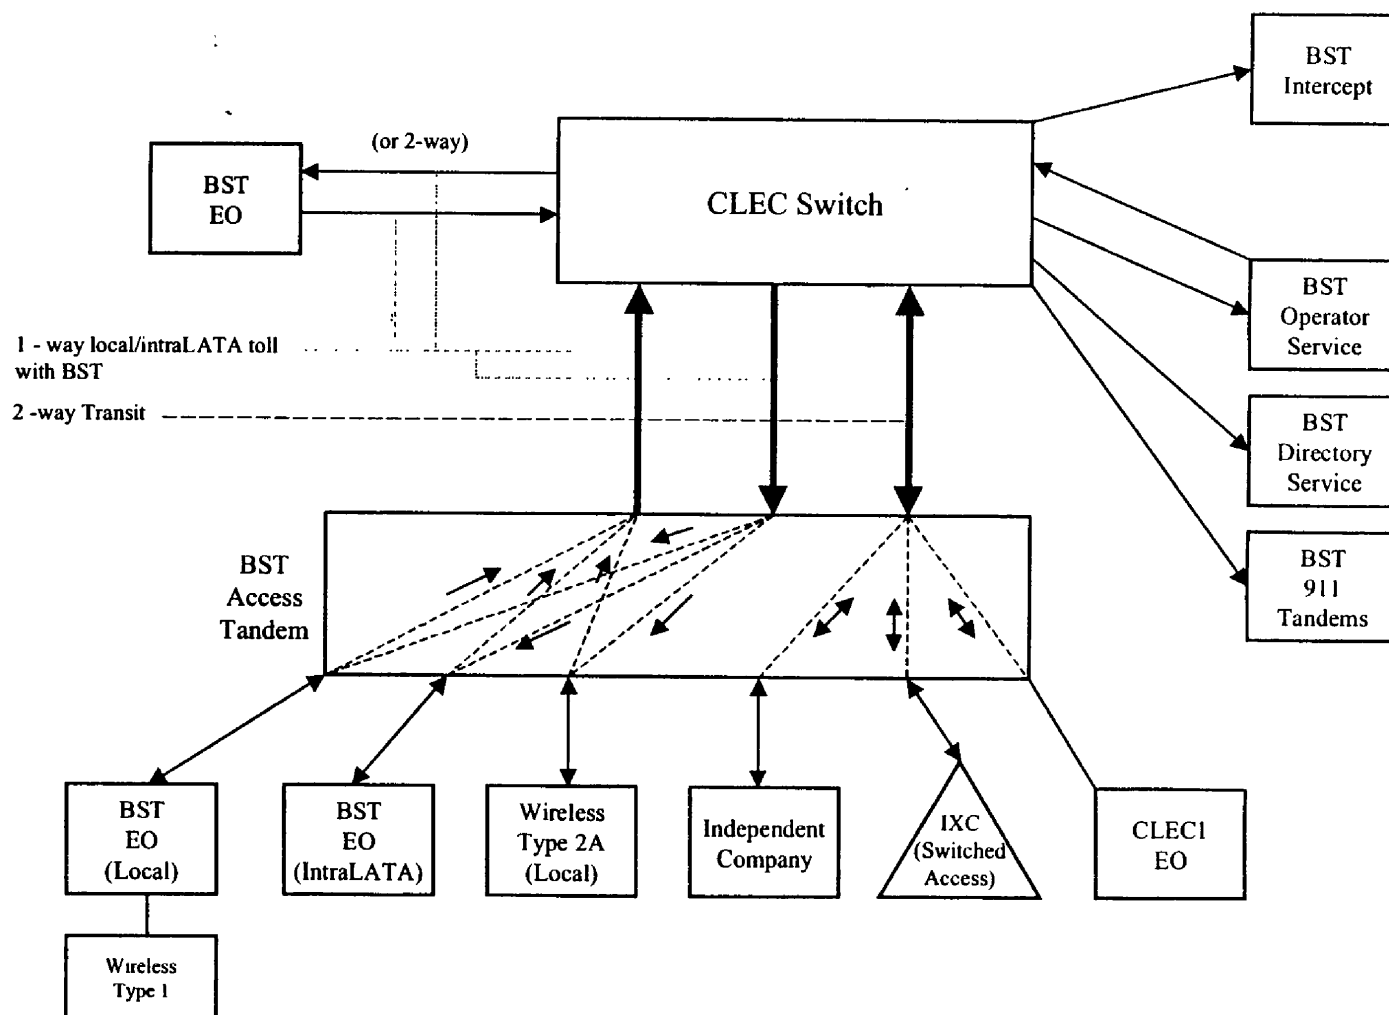 BST
Intercept
(or 2-way)
BST
EO
CLEC Switch
BST
Operator
Service
1 - way local/intraLATA toll
with BST
2 -way Transit
BST
Directory
Service
BST
911
Tandems
BST
Access
Tandem
BST
EO
(Local)
BST
EO
(IntraLATA)
Wireless
Type 2A
(Local)
Independent
Company
IXC
(Switched
Access)
CLEC1
EO
Wireless
Type 1